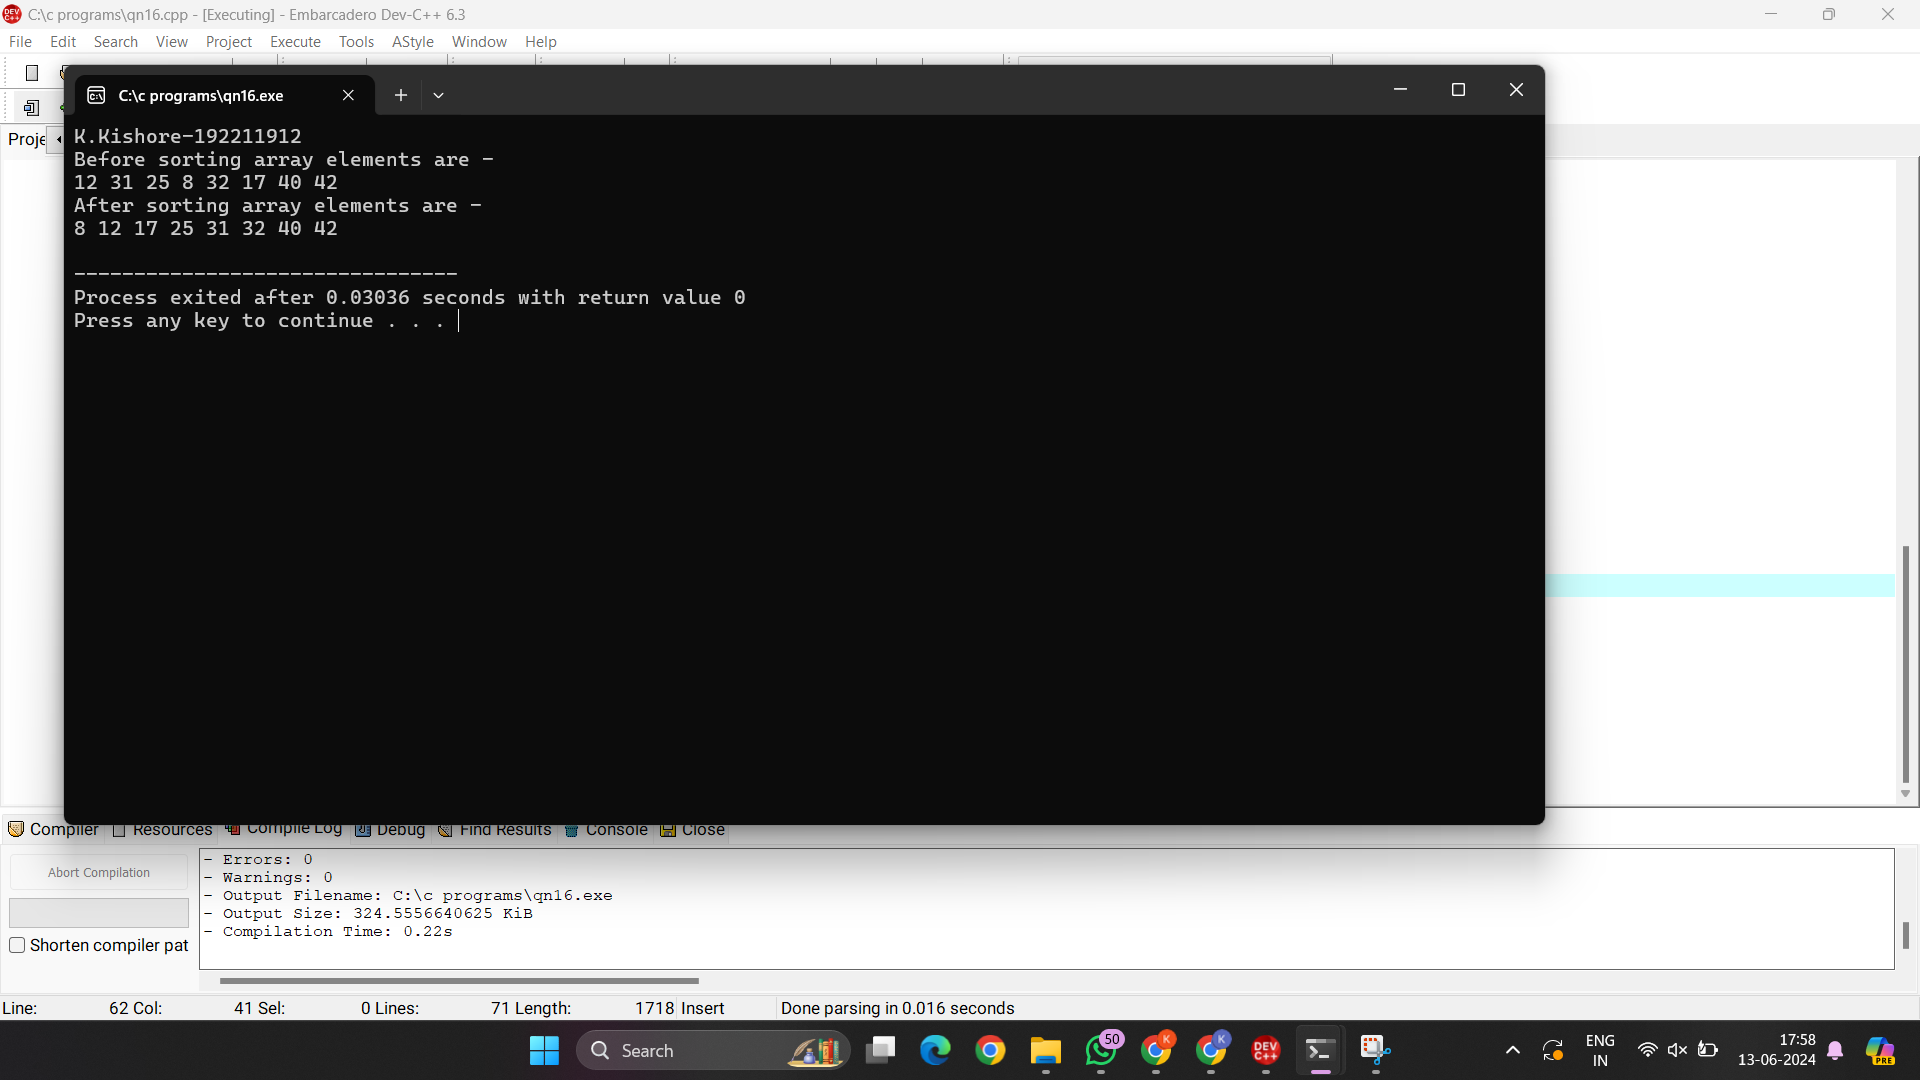 C:\c programs\qn16.cpp - [Executing] - Embarcadero Dev-C++ 6.3
File Edit Search View Project Execute Tools AStyle Window Help
C:\c programs\qn16.exe
Proje
K.Kishore-192211912
Before sorting array elements are -
12 31 25 8 32 17 40 42
After sorting array elements are -
8 12 17 25 31 32 40 42
--------------------------------
Process exited after 0.03036 seconds with return value 0
Press any key to continue . . .
Compiler Resources Compile Log Debug Find Results Console Close
Abort Compilation
Shorten compiler pat
- Errors: 0
- Warnings: 0
- Output Filename: C:\c programs\qn16.exe
- Output Size: 324.5556640625 KiB
- Compilation Time: 0.22s
Line: 62 Col: 41 Sel: 0 Lines: 71 Length: 1718 Insert Done parsing in 0.016 seconds
Search
50
K
K
DEV C++
ENG
IN
17:58
13-06-2024
PRE